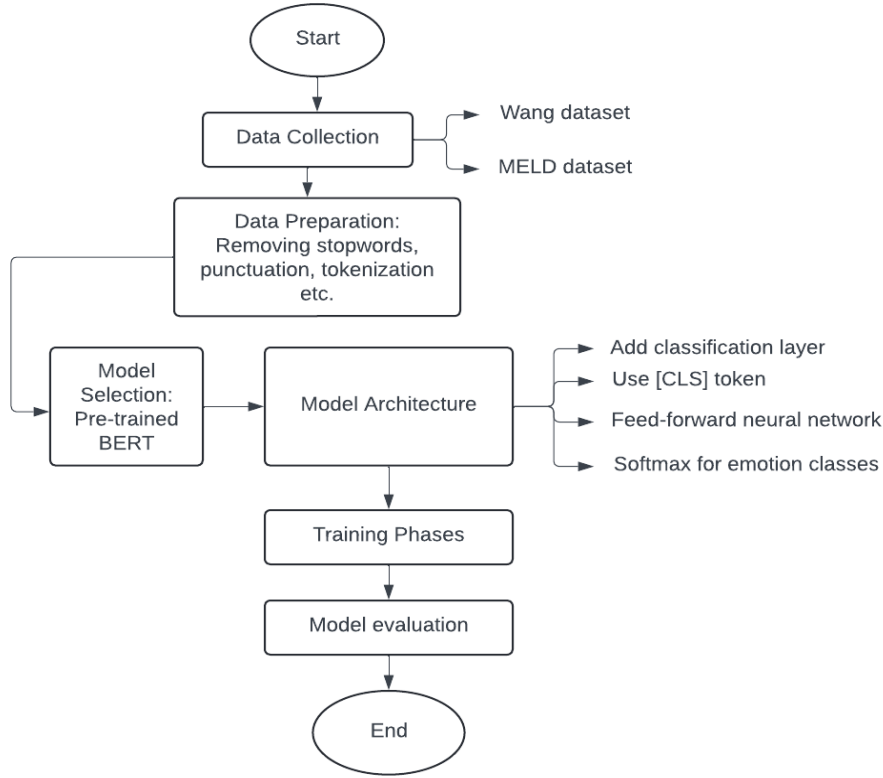 Start
Data Collection
Wang dataset
MELD dataset
Data Preparation:
Removing stopwords,
punctuation, tokenization
etc.
Model
Selection:
Pre-trained
BERT
Model Architecture
Add classification layer
Use [CLS] token
Feed-forward neural network
Softmax for emotion classes
Training Phases
Model evaluation
End